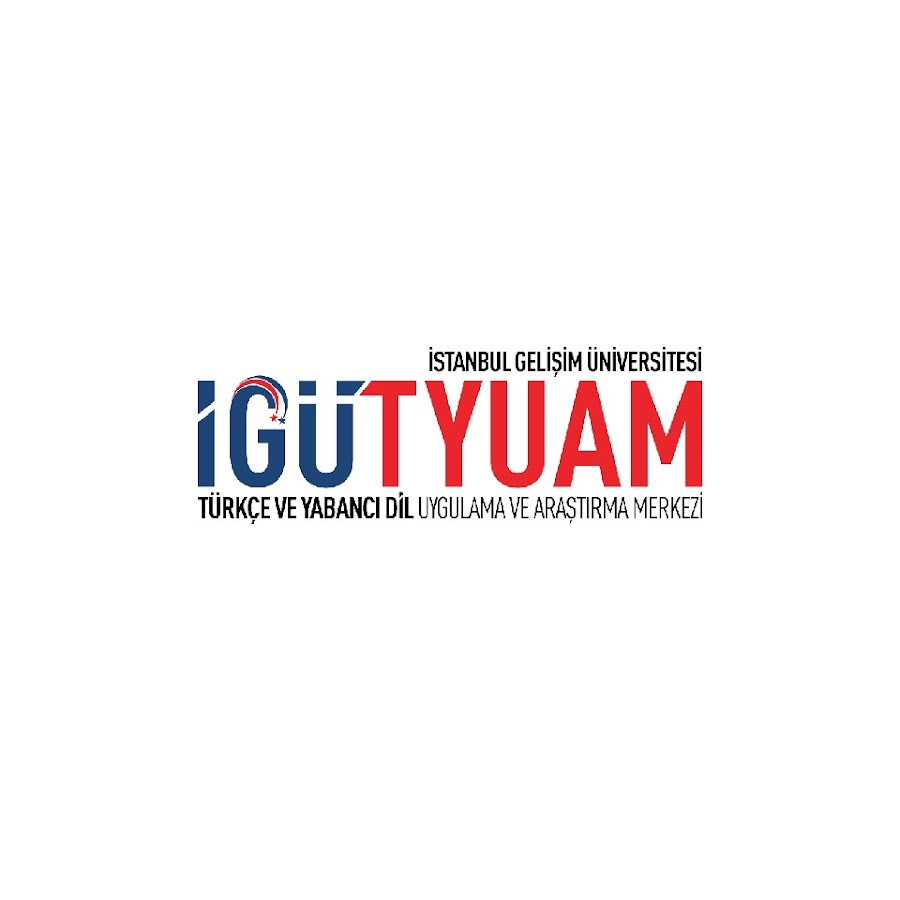 İSTANBUL GELİŞİM ÜNİVERSİTESİ
İGÜTYUAM
TÜRKÇE VE YABANCI DİL UYGULAMA VE ARAŞTIRMA MERKEZİ